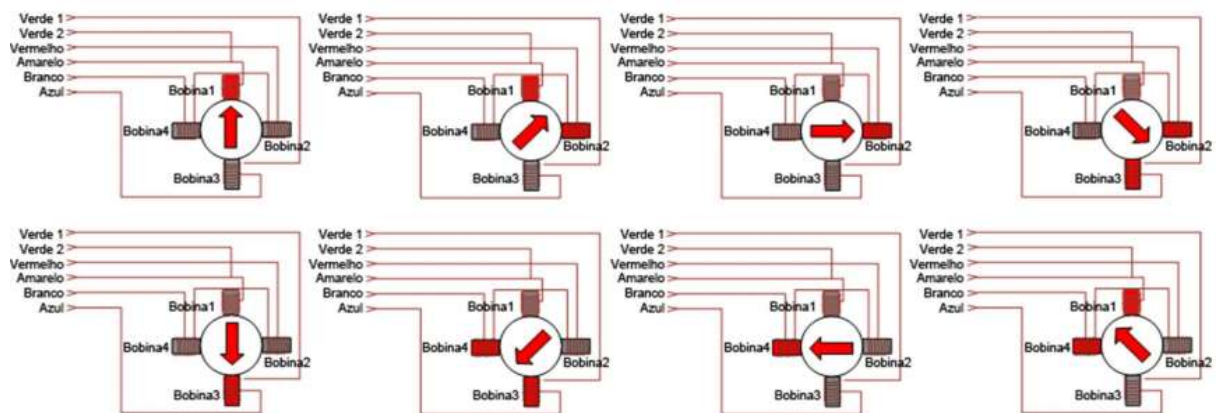 Verde 1
Verde 2
Vermelho
Amarelo
Branco
Azul
Bobina1
Bobina4
Bobina2
Bobina3
Verde 1
Verde 2
Vermelho
Amarelo
Branco
Azul
Bobina1
Bobina4
Bobina2
Bobina3
Verde 1
Verde 2
Vermelho
Amarelo
Branco
Azul
Bobina1
Bobina4
Bobina2
Bobina3
Verde 1
Verde 2
Vermelho
Amarelo
Branco
Azul
Bobina1
Bobina4
Bobina2
Bobina3
Verde 1
Verde 2
Vermelho
Amarelo
Branco
Azul
Bobina1
Bobina4
Bobina2
Bobina3
Verde 1
Verde 2
Vermelho
Amarelo
Branco
Azul
Bobina1
Bobina4
Bobina2
Bobina3
Verde 1
Verde 2
Vermelho
Amarelo
Branco
Azul
Bobina1
Bobina4
Bobina2
Bobina3
Verde 1
Verde 2
Vermelho
Amarelo
Branco
Azul
Bobina1
Bobina4
Bobina2
Bobina3